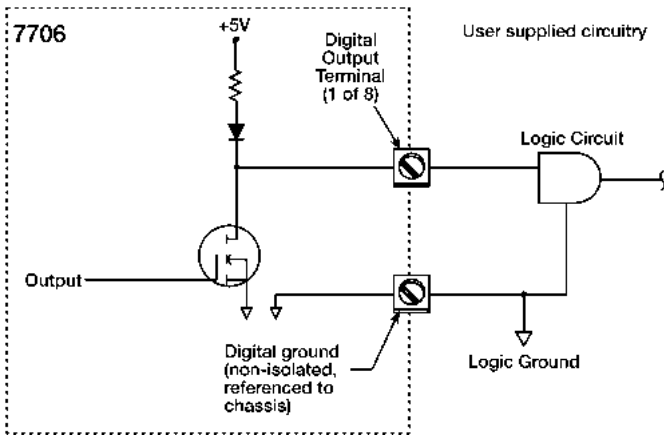 7706
+5V
Digital
Output
Terminal
(1 of 8)
User supplied circuitry
Logic Circuit
Output
Digital ground
(non-isolated,
referenced to
chassis)
Logic Ground